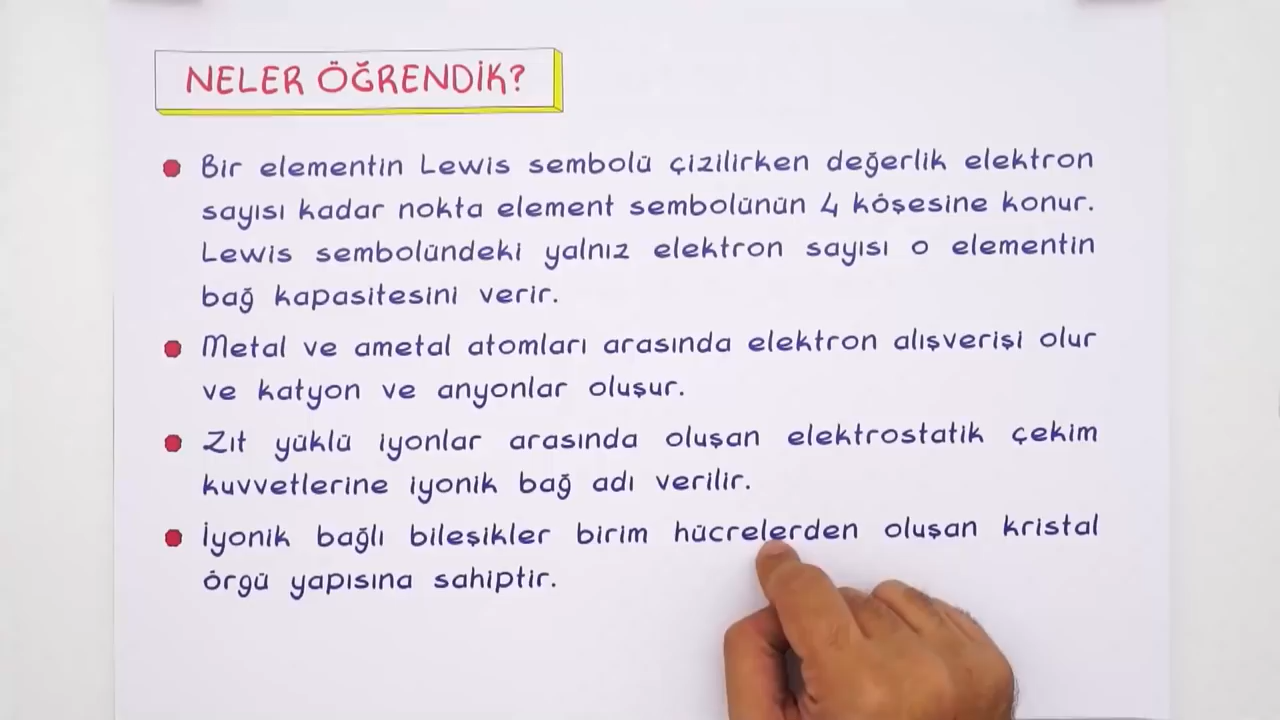 NELER ÖĞRENDİK?
Bir elementin Lewis sembolü çizilirken değerlik elektron
sayısı kadar nokta element sembolünün 4 köşesine konur.
Lewis sembolündeki yalnız elektron sayısı o elementin
bağ kapasitesini verir.
Metal ve ametal atomları arasında elektron alışverişi olur
ve katyon ve anyonlar oluşur.
Zıt yüklü iyonlar arasında oluşan elektrostatik çekim
kuvvetlerine iyonik bağ adı verilir.
İyonik bağlı bileşikler birim hücrelerden oluşan kristal
örgü yapısına sahiptir.